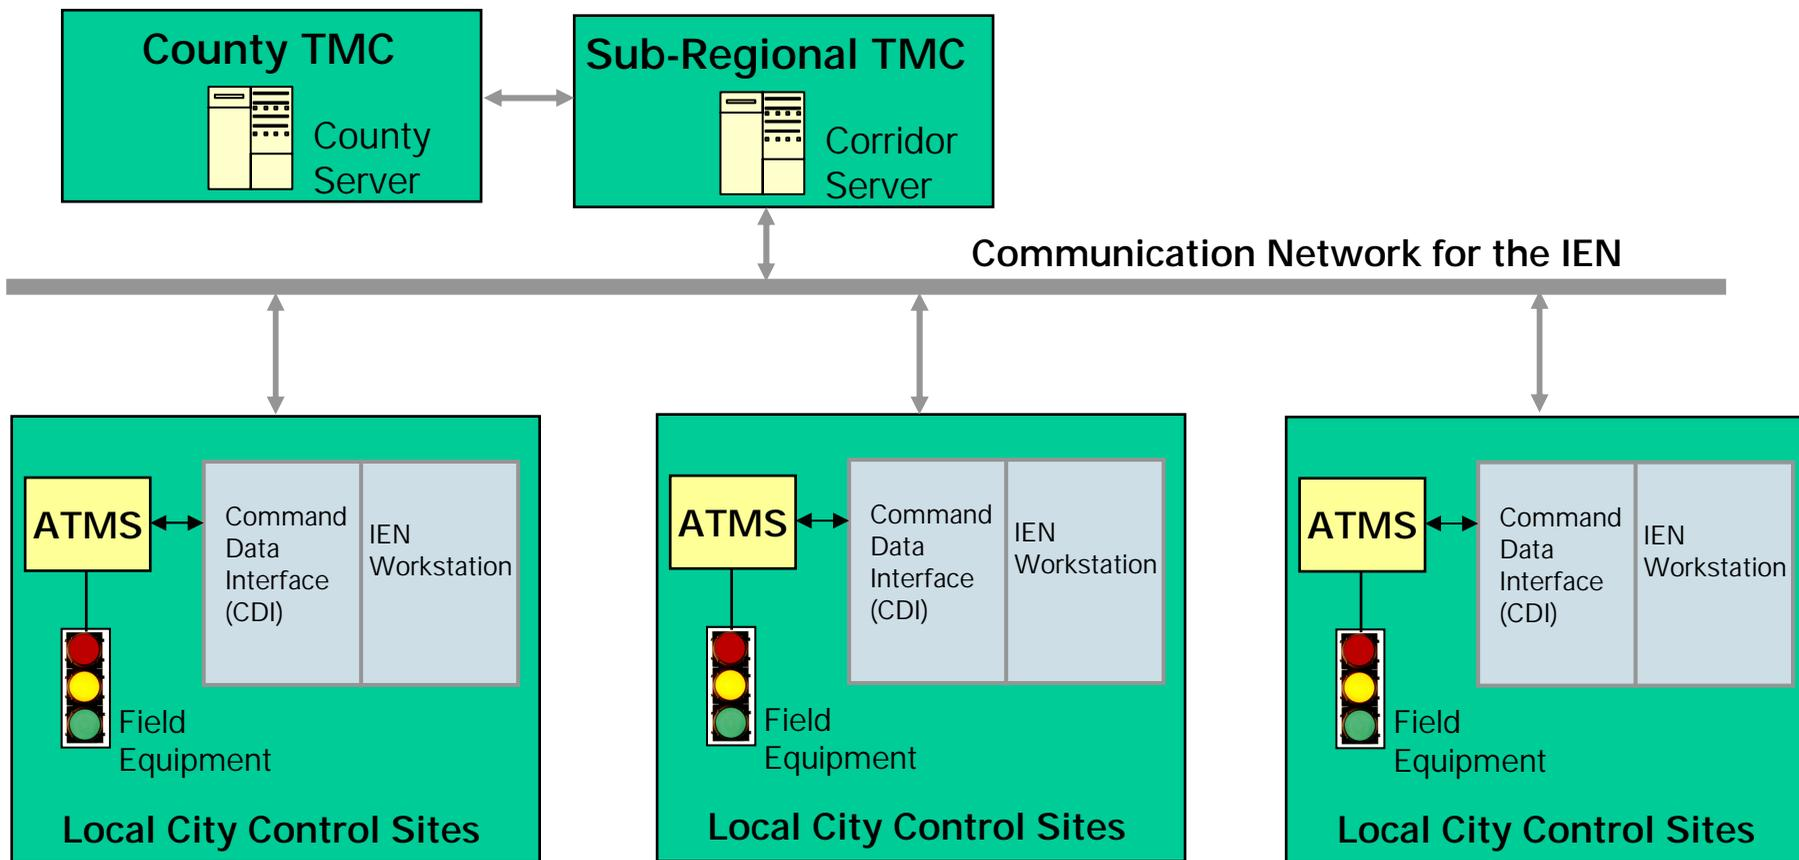 County TMC
County
Server
Sub-Regional TMC
Corridor
Server
Communication Network for the IEN
ATMS
Command
Data
Interface
(CDI)
IEN
Workstation
Field
Equipment
Local City Control Sites
ATMS
Command
Data
Interface
(CDI)
IEN
Workstation
Field
Equipment
Local City Control Sites
ATMS
Command
Data
Interface
(CDI)
IEN
Workstation
Field
Equipment
Local City Control Sites